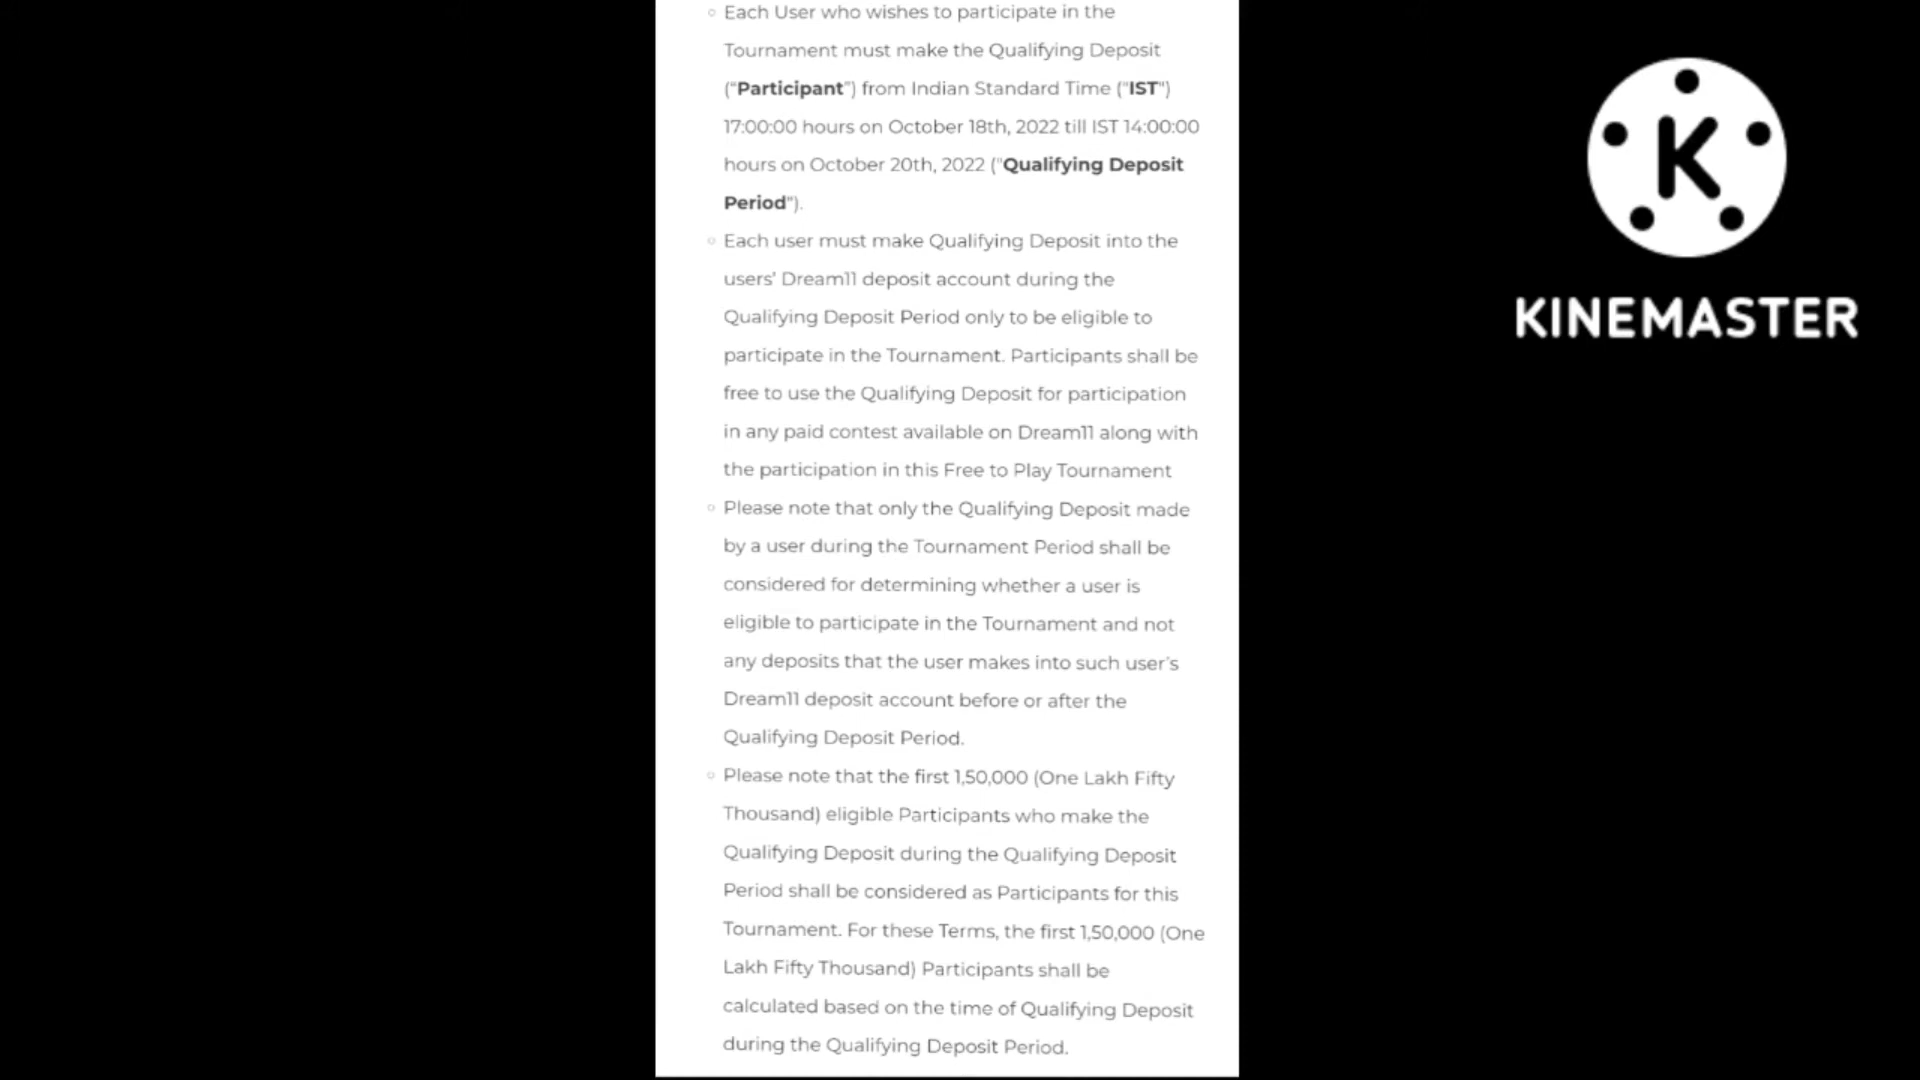 Each User who wishes to participate in the
Tournament must make the Qualifying Deposit
("Participant") from Indian Standard Time ("IST")
17:00:00 hours on October 18th, 2022 till IST 14:00:00
hours on October 20th, 2022 ("Qualifying Deposit
Period").
Each user must make Qualifying Deposit into the
users' Dream11 deposit account during the
Qualifying Deposit Period only to be eligible to
participate in the Tournament. Participants shall be
free to use the Qualifying Deposit for participation
in any paid contest available on Dream11 along with
the participation in this Free to Play Tournament
Please note that only the Qualifying Deposit made
by a user during the Tournament Period shall be
considered for determining whether a user is
eligible to participate in the Tournament and not
any deposits that the user makes into such user's
Dream11 deposit account before or after the
Qualifying Deposit Period.
Please note that the first 1,50,000 (One Lakh Fifty
Thousand) eligible Participants who make the
Qualifying Deposit during the Qualifying Deposit
Period shall be considered as Participants for this
Tournament. For these Terms, the first 1,50,000 (One
Lakh Fifty Thousand) Participants shall be
calculated based on the time of Qualifying Deposit
during the Qualifying Deposit Period.
K
KINEMASTER